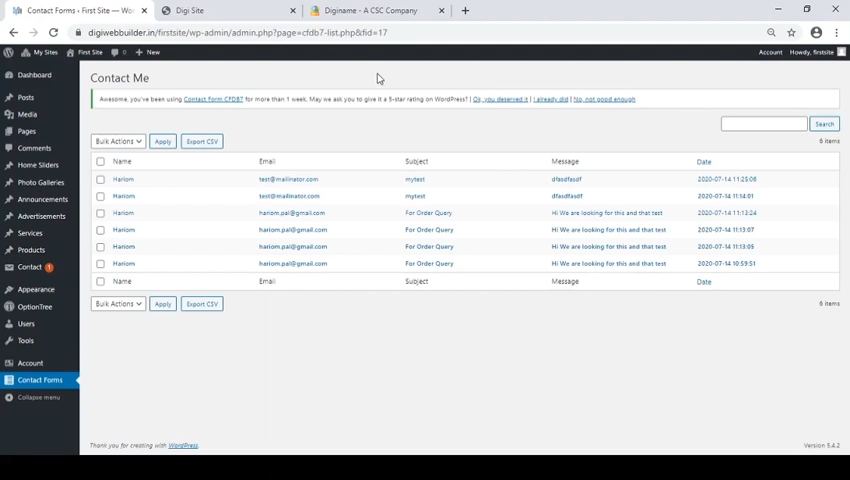 Contact Forms ‹ First Site — Wor
Digi Site
Diginame - A CSC Company
digiwebbuilder.in/firstsite/wp-admin/admin.php?page=cfdb7-list.php&fid=17
My Sites First Site 0 New Account Howdy, firstsite
Dashboard
Posts
Media
Pages
Comments
Home Sliders
Photo Galleries
Announcements
Advertisements
Services
Products
Contact 1
Appearance
OptionTree
Users
Tools
Account
Contact Forms
Collapse menu
Contact Me
Awesome, you've been using Contact Form CFDB7 for more than 1 week. May we ask you to give it a 5-star rating on WordPress? | Ok, you deserved it | I already did | No, not good enough
Search
Bulk Actions Apply Export CSV 6 items
Name Email Subject Message Date
Hariom test@mailinator.com mytest dfasdfasdf 2020-07-14 11:25:06
Hariom test@mailinator.com mytest dfasdfasdf 2020-07-14 11:14:01
Hariom hariom.pal@gmail.com For Order Query Hi We are looking for this and that test 2020-07-14 11:13:24
Hariom hariom.pal@gmail.com For Order Query Hi We are looking for this and that test 2020-07-14 11:13:07
Hariom hariom.pal@gmail.com For Order Query Hi We are looking for this and that test 2020-07-14 11:13:05
Hariom hariom.pal@gmail.com For Order Query Hi We are looking for this and that test 2020-07-14 10:59:51
Name Email Subject Message Date
Bulk Actions Apply Export CSV 6 items
Thank you for creating with WordPress. Version 5.4.2